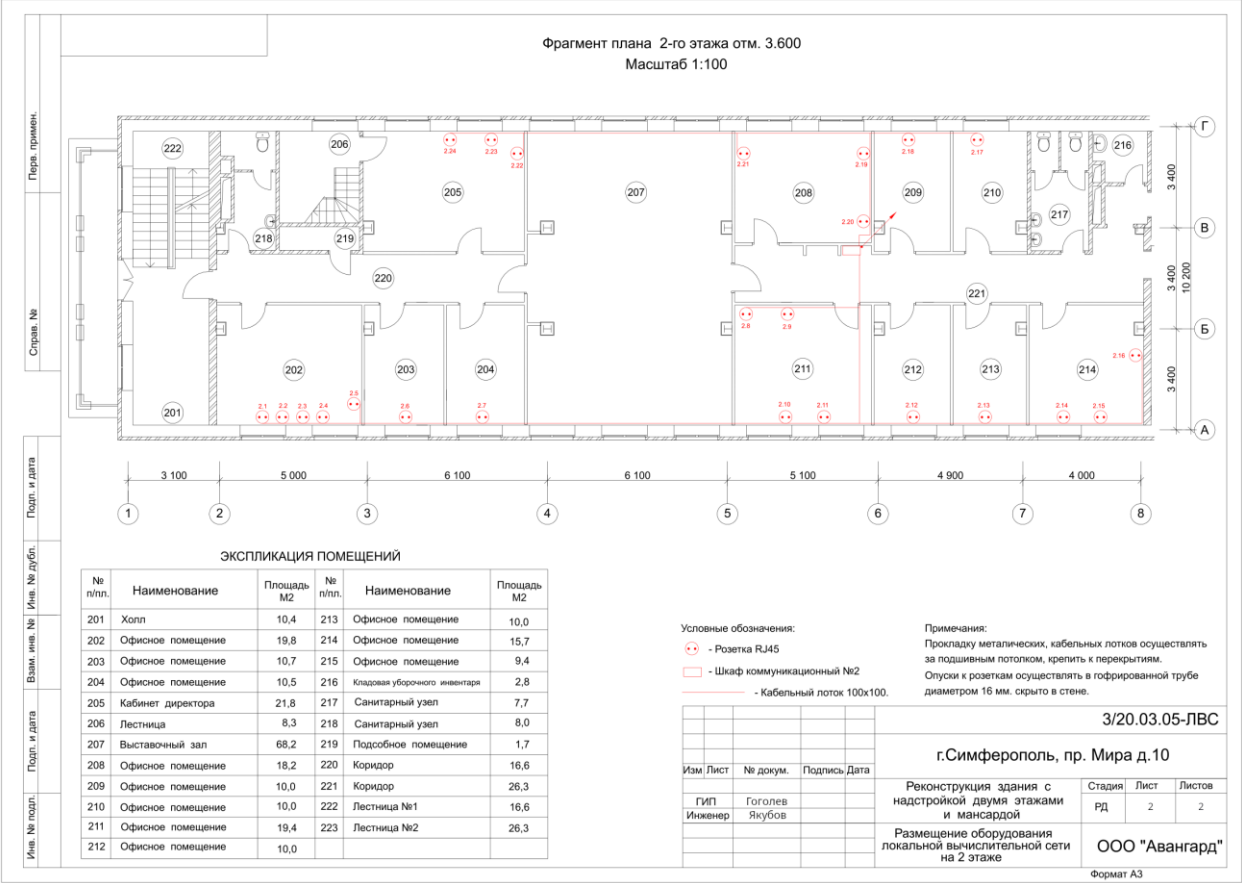 Фрагмент плана 2-го этажа отм. 3.600
Масштаб 1:100
Перв. примен.
Справ. №
Подп. и дата
Инв. № дубл.
Взам. инв. №
Подп. и дата
Инв. № подл.
222
206
2.24
2.23
2.22
205
207
2.21
2.19
208
2.20
2.18
209
2.17
210
216
217
218
219
220
221
2.8
2.9
202
203
204
211
212
213
214
2.16
201
2.1
2.2
2.3
2.4
2.5
2.6
2.7
2.10
2.11
2.12
2.13
2.14
2.15
Г
В
Б
А
3 400
3 400
3 400
10 200
3 100
5 000
6 100
6 100
5 100
4 900
4 000
1
2
3
4
5
6
7
8
ЭКСПЛИКАЦИЯ ПОМЕЩЕНИЙ
№ п/пл. Наименование Площадь М2 № п/пл. Наименование Площадь М2
201 Холл 10,4 213 Офисное помещение 10,0
202 Офисное помещение 19,8 214 Офисное помещение 15,7
203 Офисное помещение 10,7 215 Офисное помещение 9,4
204 Офисное помещение 10,5 216 Кладовая уборочного инвентаря 2,8
205 Кабинет директора 21,8 217 Санитарный узел 7,7
206 Лестница 8,3 218 Санитарный узел 8,0
207 Выставочный зал 68,2 219 Подсобное помещение 1,7
208 Офисное помещение 18,2 220 Коридор 16,6
209 Офисное помещение 10,0 221 Коридор 26,3
210 Офисное помещение 10,0 222 Лестница №1 16,6
211 Офисное помещение 19,4 223 Лестница №2 26,3
212 Офисное помещение 10,0
Условные обозначения:
- Розетка RJ45
- Шкаф коммуникационный №2
- Кабельный лоток 100х100.
Примечания:
Прокладку металических, кабельных лотков осуществлять
за подшивным потолком, крепить к перекрытиям.
Опуски к розеткам осуществлять в гофрированной трубе
диаметром 16 мм. скрыто в стене.
3/20.03.05-ЛВС
г.Симферополь, пр. Мира д.10
Изм Лист № докум. Подпись Дата
ГИП Гоголев
Инженер Якубов
Реконструкция здания с
надстройкой двумя этажами
и мансардой
Стадия Лист Листов
РД 2 2
Размещение оборудования
локальной вычислительной сети
на 2 этаже
ООО "Авангард"
Формат А3